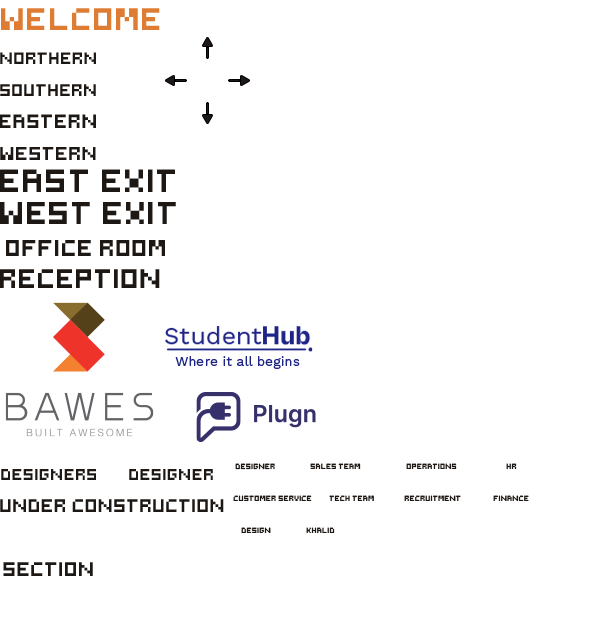 WELCOME
NORTHERN
SOUTHERN
EASTERN
WESTERN
EAST EXIT
WEST EXIT
OFFICE ROOM
RECEPTION
StudentHub.
Where it all begins
BAWES
BUILT AWESOME
Plugn
DESIGNERS DESIGNER DESIGNER SALES TEAM OPERATIONS HR
UNDER CONSTRUCTION CUSTOMER SERVICE TECH TEAM RECRUITMENT FINANCE
DESIGN KHALID
SECTION